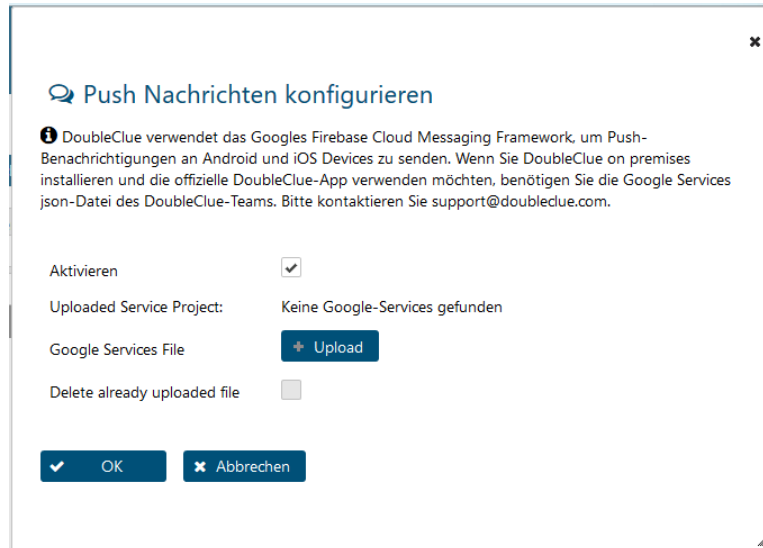 Push Nachrichten konfigurieren
DoubleClue verwendet das Googles Firebase Cloud Messaging Framework, um Push-
Benachrichtigungen an Android und iOS Devices zu senden. Wenn Sie DoubleClue on premises
installieren und die offizielle DoubleClue-App verwenden möchten, benötigen Sie die Google Services
json-Datei des DoubleClue-Teams. Bitte kontaktieren Sie support@doubleclue.com.
Aktivieren
Uploaded Service Project: Keine Google-Services gefunden
Google Services File + Upload
Delete already uploaded file
OK Abbrechen